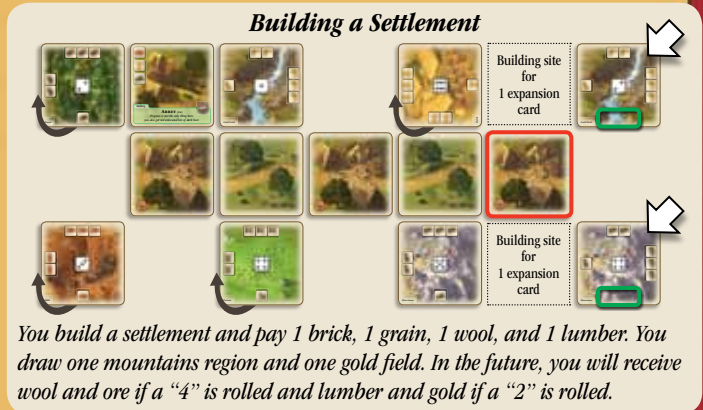 Building a Settlement
Building site
for
1 expansion
card
Building site
for
1 expansion
card
You build a settlement and pay 1 brick, 1 grain, 1 wool, and 1 lumber. You
draw one mountains region and one gold field. In the future, you will receive
wool and ore if a “4” is rolled and lumber and gold if a “2” is rolled.